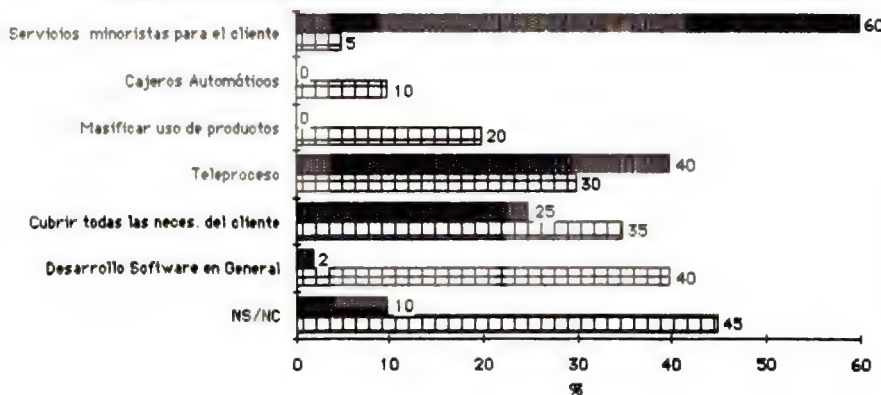 60
Servicios minoristas para el cliente
5
0
Cajeros Automáticos
10
0
Masificar uso de productos
20
40
Teleproceso
30
25
Cubrir todas las neces. del cliente
35
2
Desarrollo Software en General
40
10
NS/NC
45
0 10 20 30 40 50 60
%